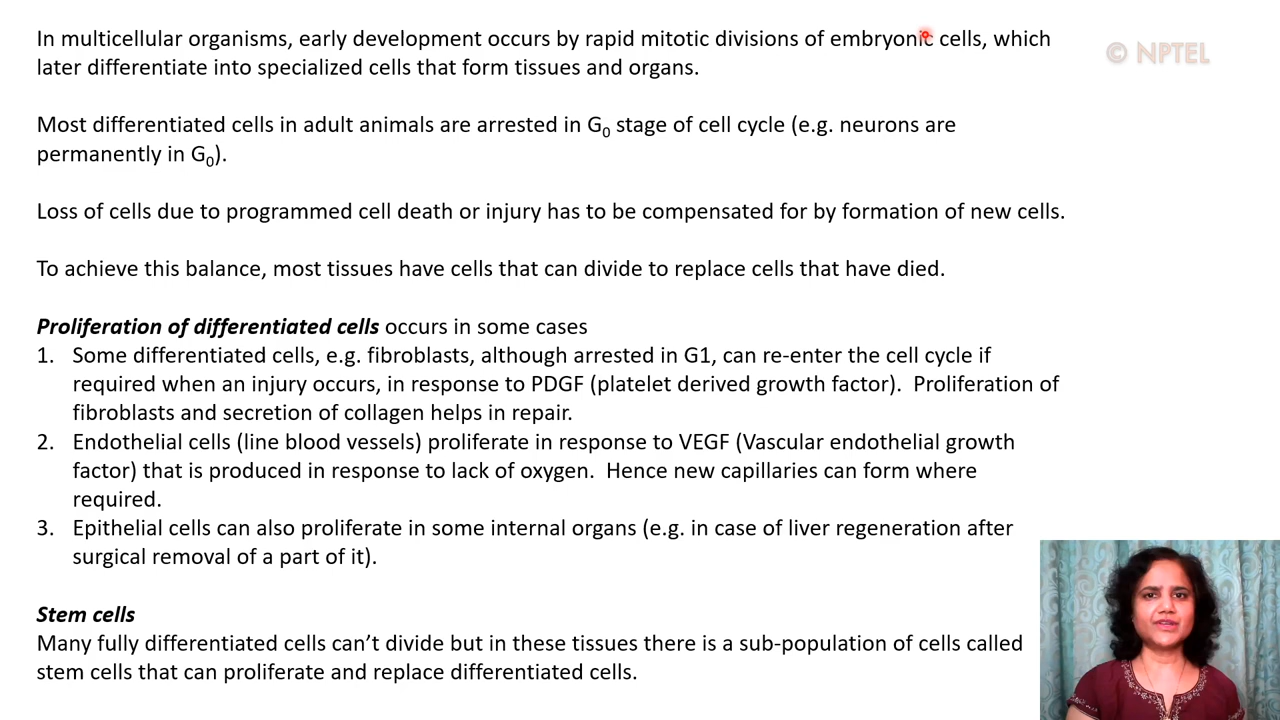 In multicellular organisms, early development occurs by rapid mitotic divisions of embryonic cells, which
later differentiate into specialized cells that form tissues and organs.
© NPTEL
Most differentiated cells in adult animals are arrested in G₀ stage of cell cycle (e.g. neurons are
permanently in G₀).
Loss of cells due to programmed cell death or injury has to be compensated for by formation of new cells.
To achieve this balance, most tissues have cells that can divide to replace cells that have died.
Proliferation of differentiated cells occurs in some cases
1. Some differentiated cells, e.g. fibroblasts, although arrested in G1, can re-enter the cell cycle if
required when an injury occurs, in response to PDGF (platelet derived growth factor). Proliferation of
fibroblasts and secretion of collagen helps in repair.
2. Endothelial cells (line blood vessels) proliferate in response to VEGF (Vascular endothelial growth
factor) that is produced in response to lack of oxygen. Hence new capillaries can form where
required.
3. Epithelial cells can also proliferate in some internal organs (e.g. in case of liver regeneration after
surgical removal of a part of it).
Stem cells
Many fully differentiated cells can’t divide but in these tissues there is a sub-population of cells called
stem cells that can proliferate and replace differentiated cells.